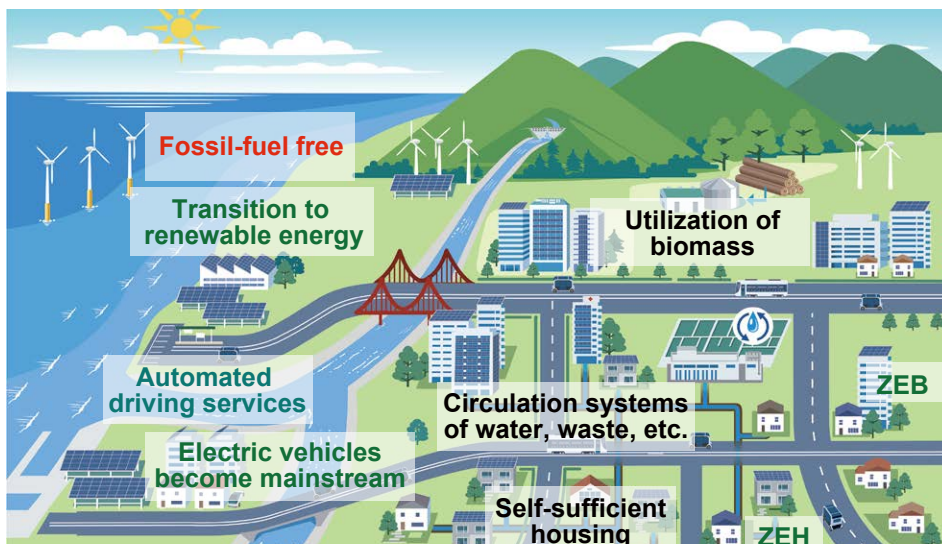 Fossil-fuel free
Transition to
renewable energy
Utilization of
biomass
Automated
driving services
ZEB
Circulation systems
of water, waste, etc.
Electric vehicles
become mainstream
Self-sufficient
housing
ZEH